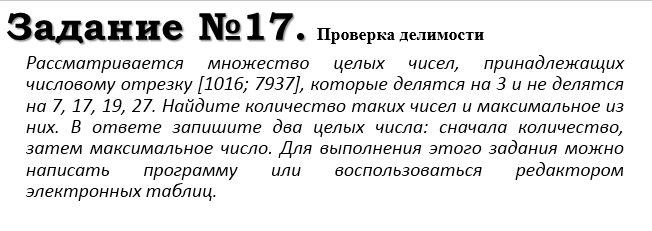 Задание №17. Проверка делимости
Рассматривается множество целых чисел, принадлежащих
числовому отрезку [1016; 7937], которые делятся на 3 и не делятся
на 7, 17, 19, 27. Найдите количество таких чисел и максимальное из
них. В ответе запишите два целых числа: сначала количество,
затем максимальное число. Для выполнения этого задания можно
написать программу или воспользоваться редактором
электронных таблиц.